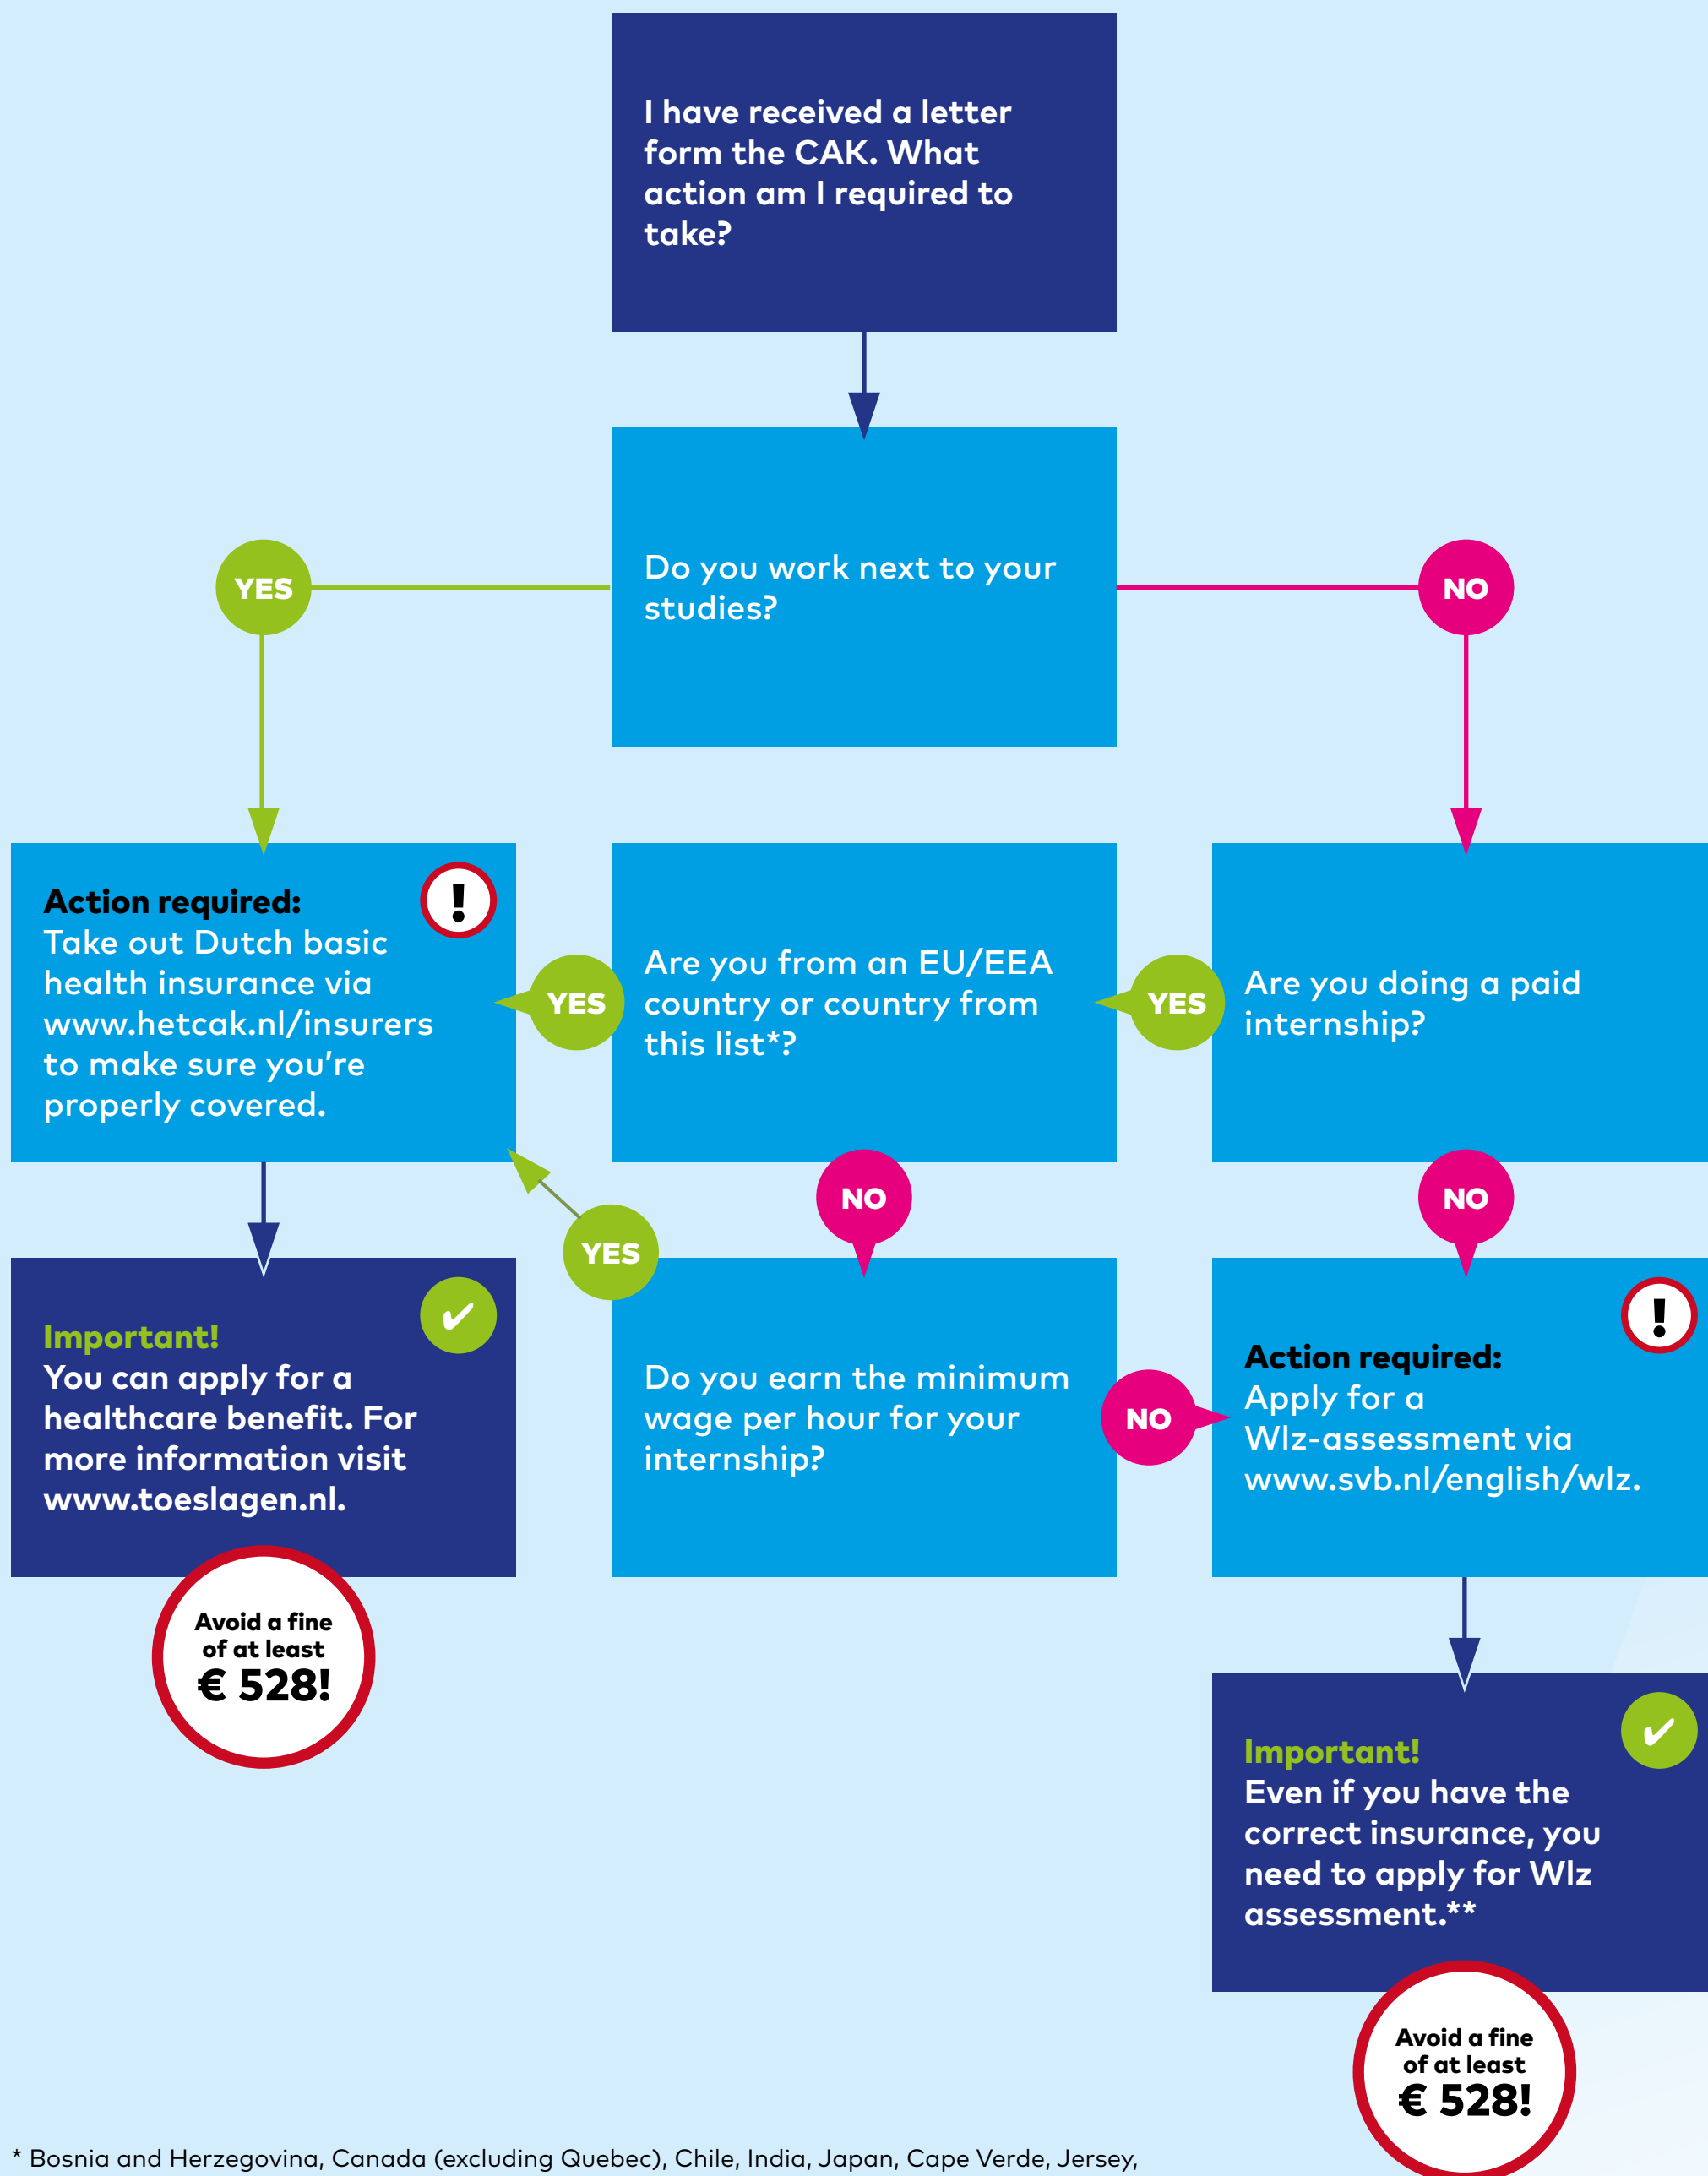 I have received a letter
form the CAK. What
action am I required to
take?
Do you work next to your
studies?
YES
NO
Action required:
!
Take out Dutch basic
health insurance via
www.hetcak.nl/insurers
to make sure you're
properly covered.
YES
Are you from an EU/EEA
country or country from
this list*?
YES
Are you doing a paid
internship?
NO
NO
YES
Important!
You can apply for a
healthcare benefit. For
more information visit
www.toeslagen.nl.
Do you earn the minimum
wage per hour for your
internship?
NO
!
Action required:
Apply for a
Wlz-assessment via
www.svb.nl/english/wlz.
Avoid a fine
of at least
€ 528!
Important!
Even if you have the
correct insurance, you
need to apply for Wlz
assessment.**
Avoid a fine
of at least
€ 528!
* Bosnia and Herzegovina, Canada (excluding Quebec), Chile, India, Japan, Cape Verde, Jersey,